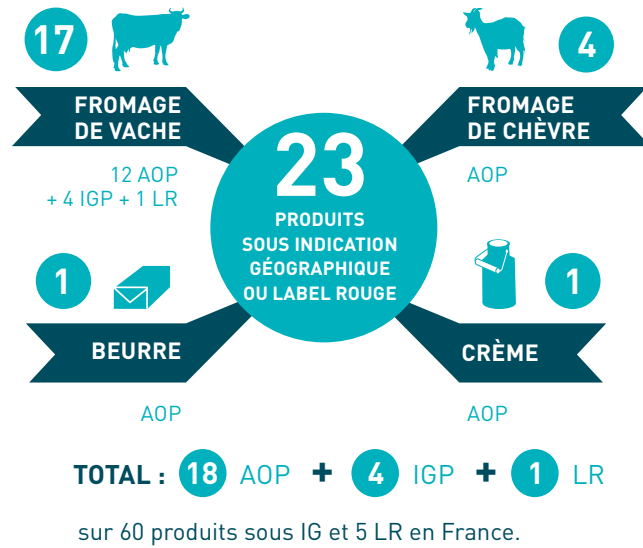 17
FROMAGE
DE VACHE
12 AOP
+ 4 IGP + 1 LR
4
FROMAGE
DE CHÈVRE
AOP
23
PRODUITS
SOUS INDICATION
GÉOGRAPHIQUE
OU LABEL ROUGE
1
BEURRE
AOP
1
CRÈME
AOP
TOTAL : 18 AOP + 4 IGP + 1 LR
sur 60 produits sous IG et 5 LR en France.